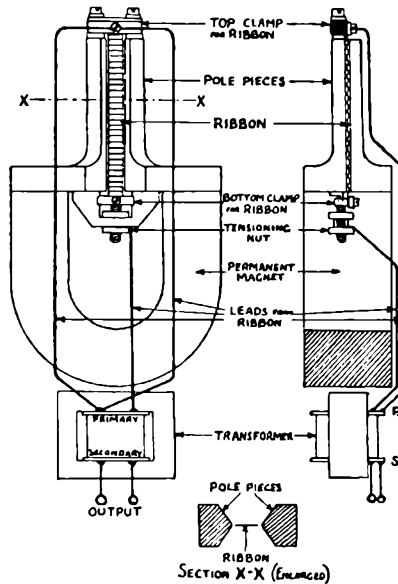 TOP CLAMP
FOR RIBBON
POLE PIECES
X X
RIBBON
BOTTOM CLAMP
FOR RIBBON
TENSIONING
NUT
PERMANENT
MAGNET
LEADS FROM
RIBBON
PRIMARY
P
TRANSFORMER
SECONDARY
S
OUTPUT
POLE PIECES
RIBBON
SECTION X-X (ENLARGED)